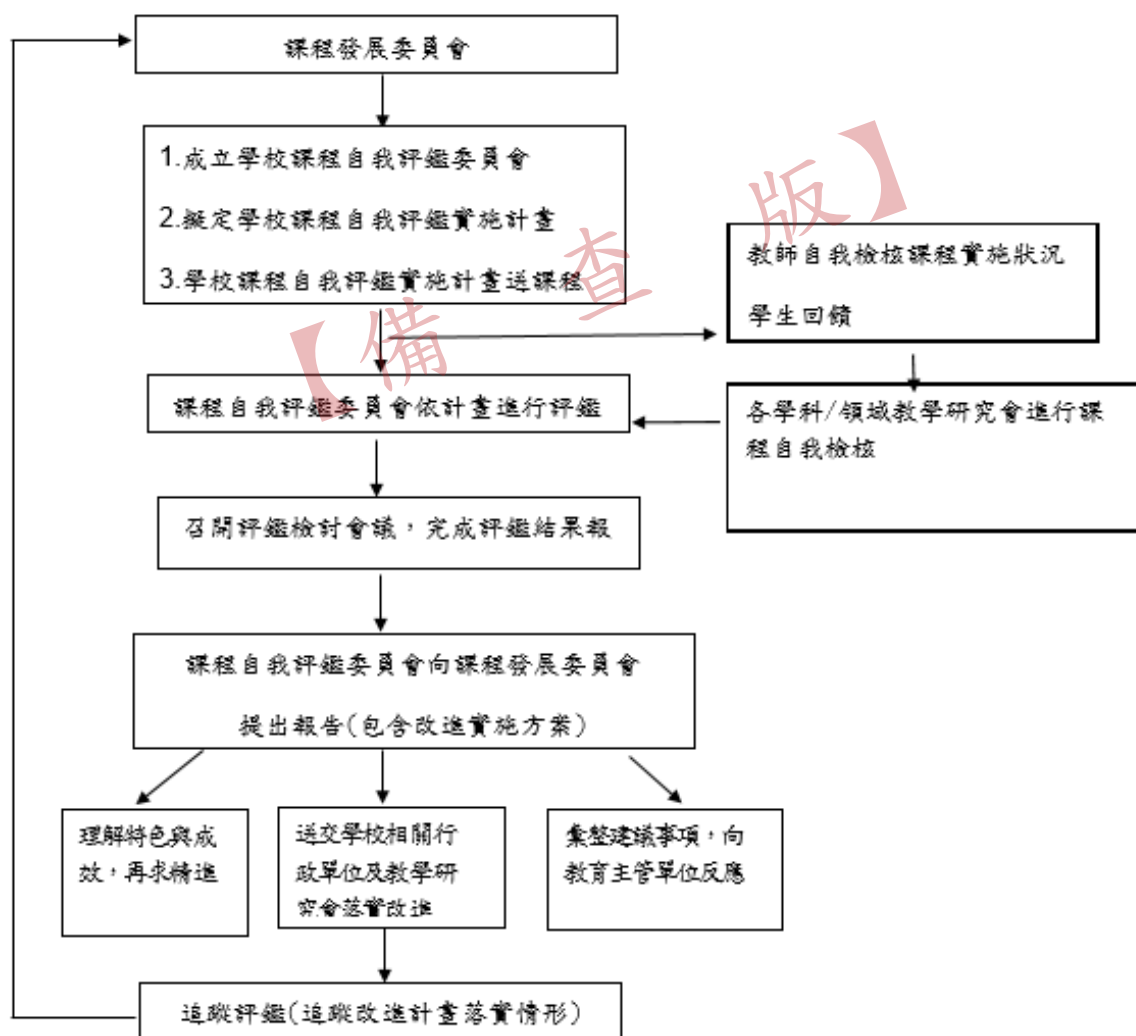 課程發展委員會
1.成立學校課程自我評鑑委員會
2.擬定學校課程自我評鑑實施計畫
3.學校課程自我評鑑實施計畫送課程
【備查版】
教師自我檢核課程實施狀況
學生回饋
課程自我評鑑委員會依計畫進行評鑑
各學科/領域教學研究會進行課
程自我檢核
召開評鑑檢討會議，完成評鑑結果報
課程自我評鑑委員會向課程發展委員會
提出報告(包含改進實施方案)
理解特色與成
效，再求精進
送交學校相關行
政單位及教學研
究會落實改進
彙整建議事項，向
教育主管單位反應
追蹤評鑑(追蹤改進計畫落實情形)